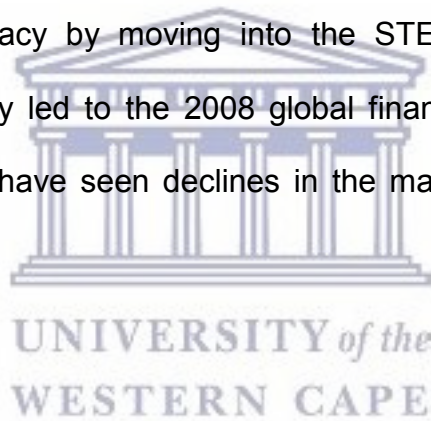 acy by moving into the STE
y led to the 2008 global finan
have seen declines in the ma
UNIVERSITY of the
WESTERN CAPE